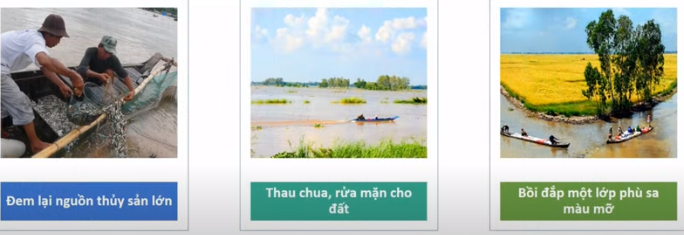 Đem lại nguồn thủy sản lớn
Thau chua, rửa mặn cho
đất
Bồi đắp một lớp phù sa
màu mỡ